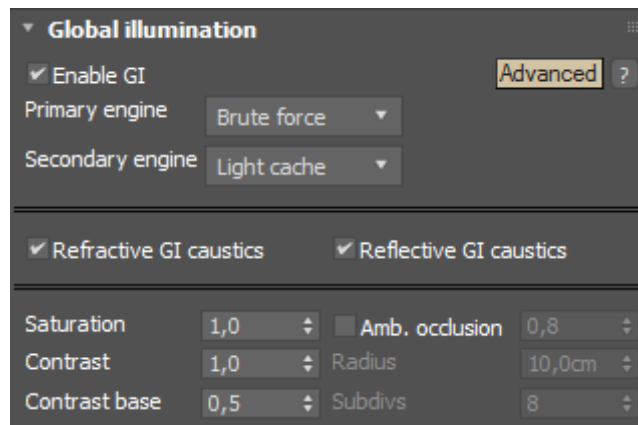 Global illumination
Enable GI Advanced ?
Primary engine Brute force
Secondary engine Light cache
Refractive GI caustics Reflective GI caustics
Saturation 1,0 Amb. occlusion 0,8
Contrast 1,0 Radius 10,0cm
Contrast base 0,5 Subdivs 8